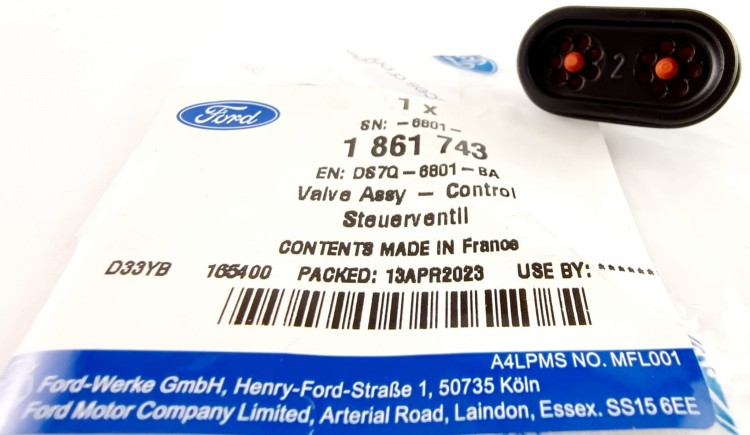 2
Ford
1 x
SN: -6801-
1 861 743
EN: DS7Q-6801-BA
Valve Assy - Control
Steuerventil
CONTENTS MADE IN France
D33YB 165400 PACKED: 13APR2023 USE BY: ******
A4LPMS NO. MFL001
Ford-Werke GmbH, Henry-Ford-Straße 1, 50735 Köln
Ford Motor Company Limited, Arterial Road, Laindon, Essex. SS15 6EE